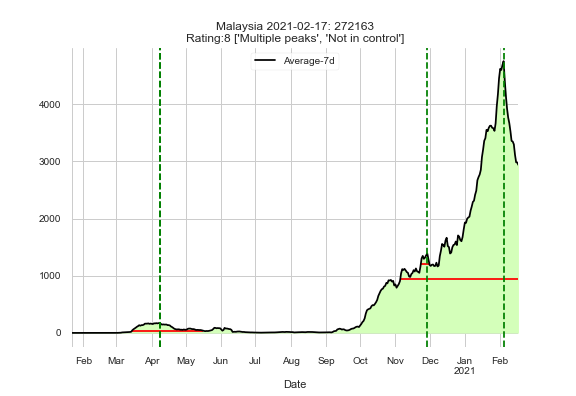 Malaysia 2021-02-17: 272163
Rating:8 ['Multiple peaks', 'Not in control']
Average-7d
4000
3000
2000
1000
0
Feb Mar Apr May Jun Jul Aug Sep Oct Nov Dec Jan Feb
2021
Date